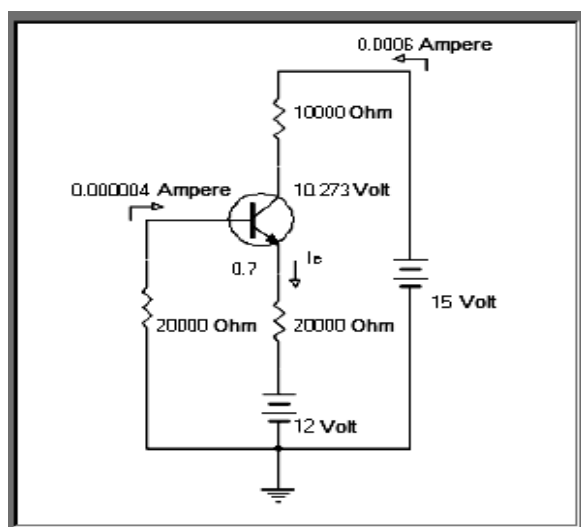 0.0006 Ampere
10000 Ohm
0.000004 Ampere
10.273 Volt
0.7
Ie
15 Volt
20000 Ohm
20000 Ohm
12 Volt